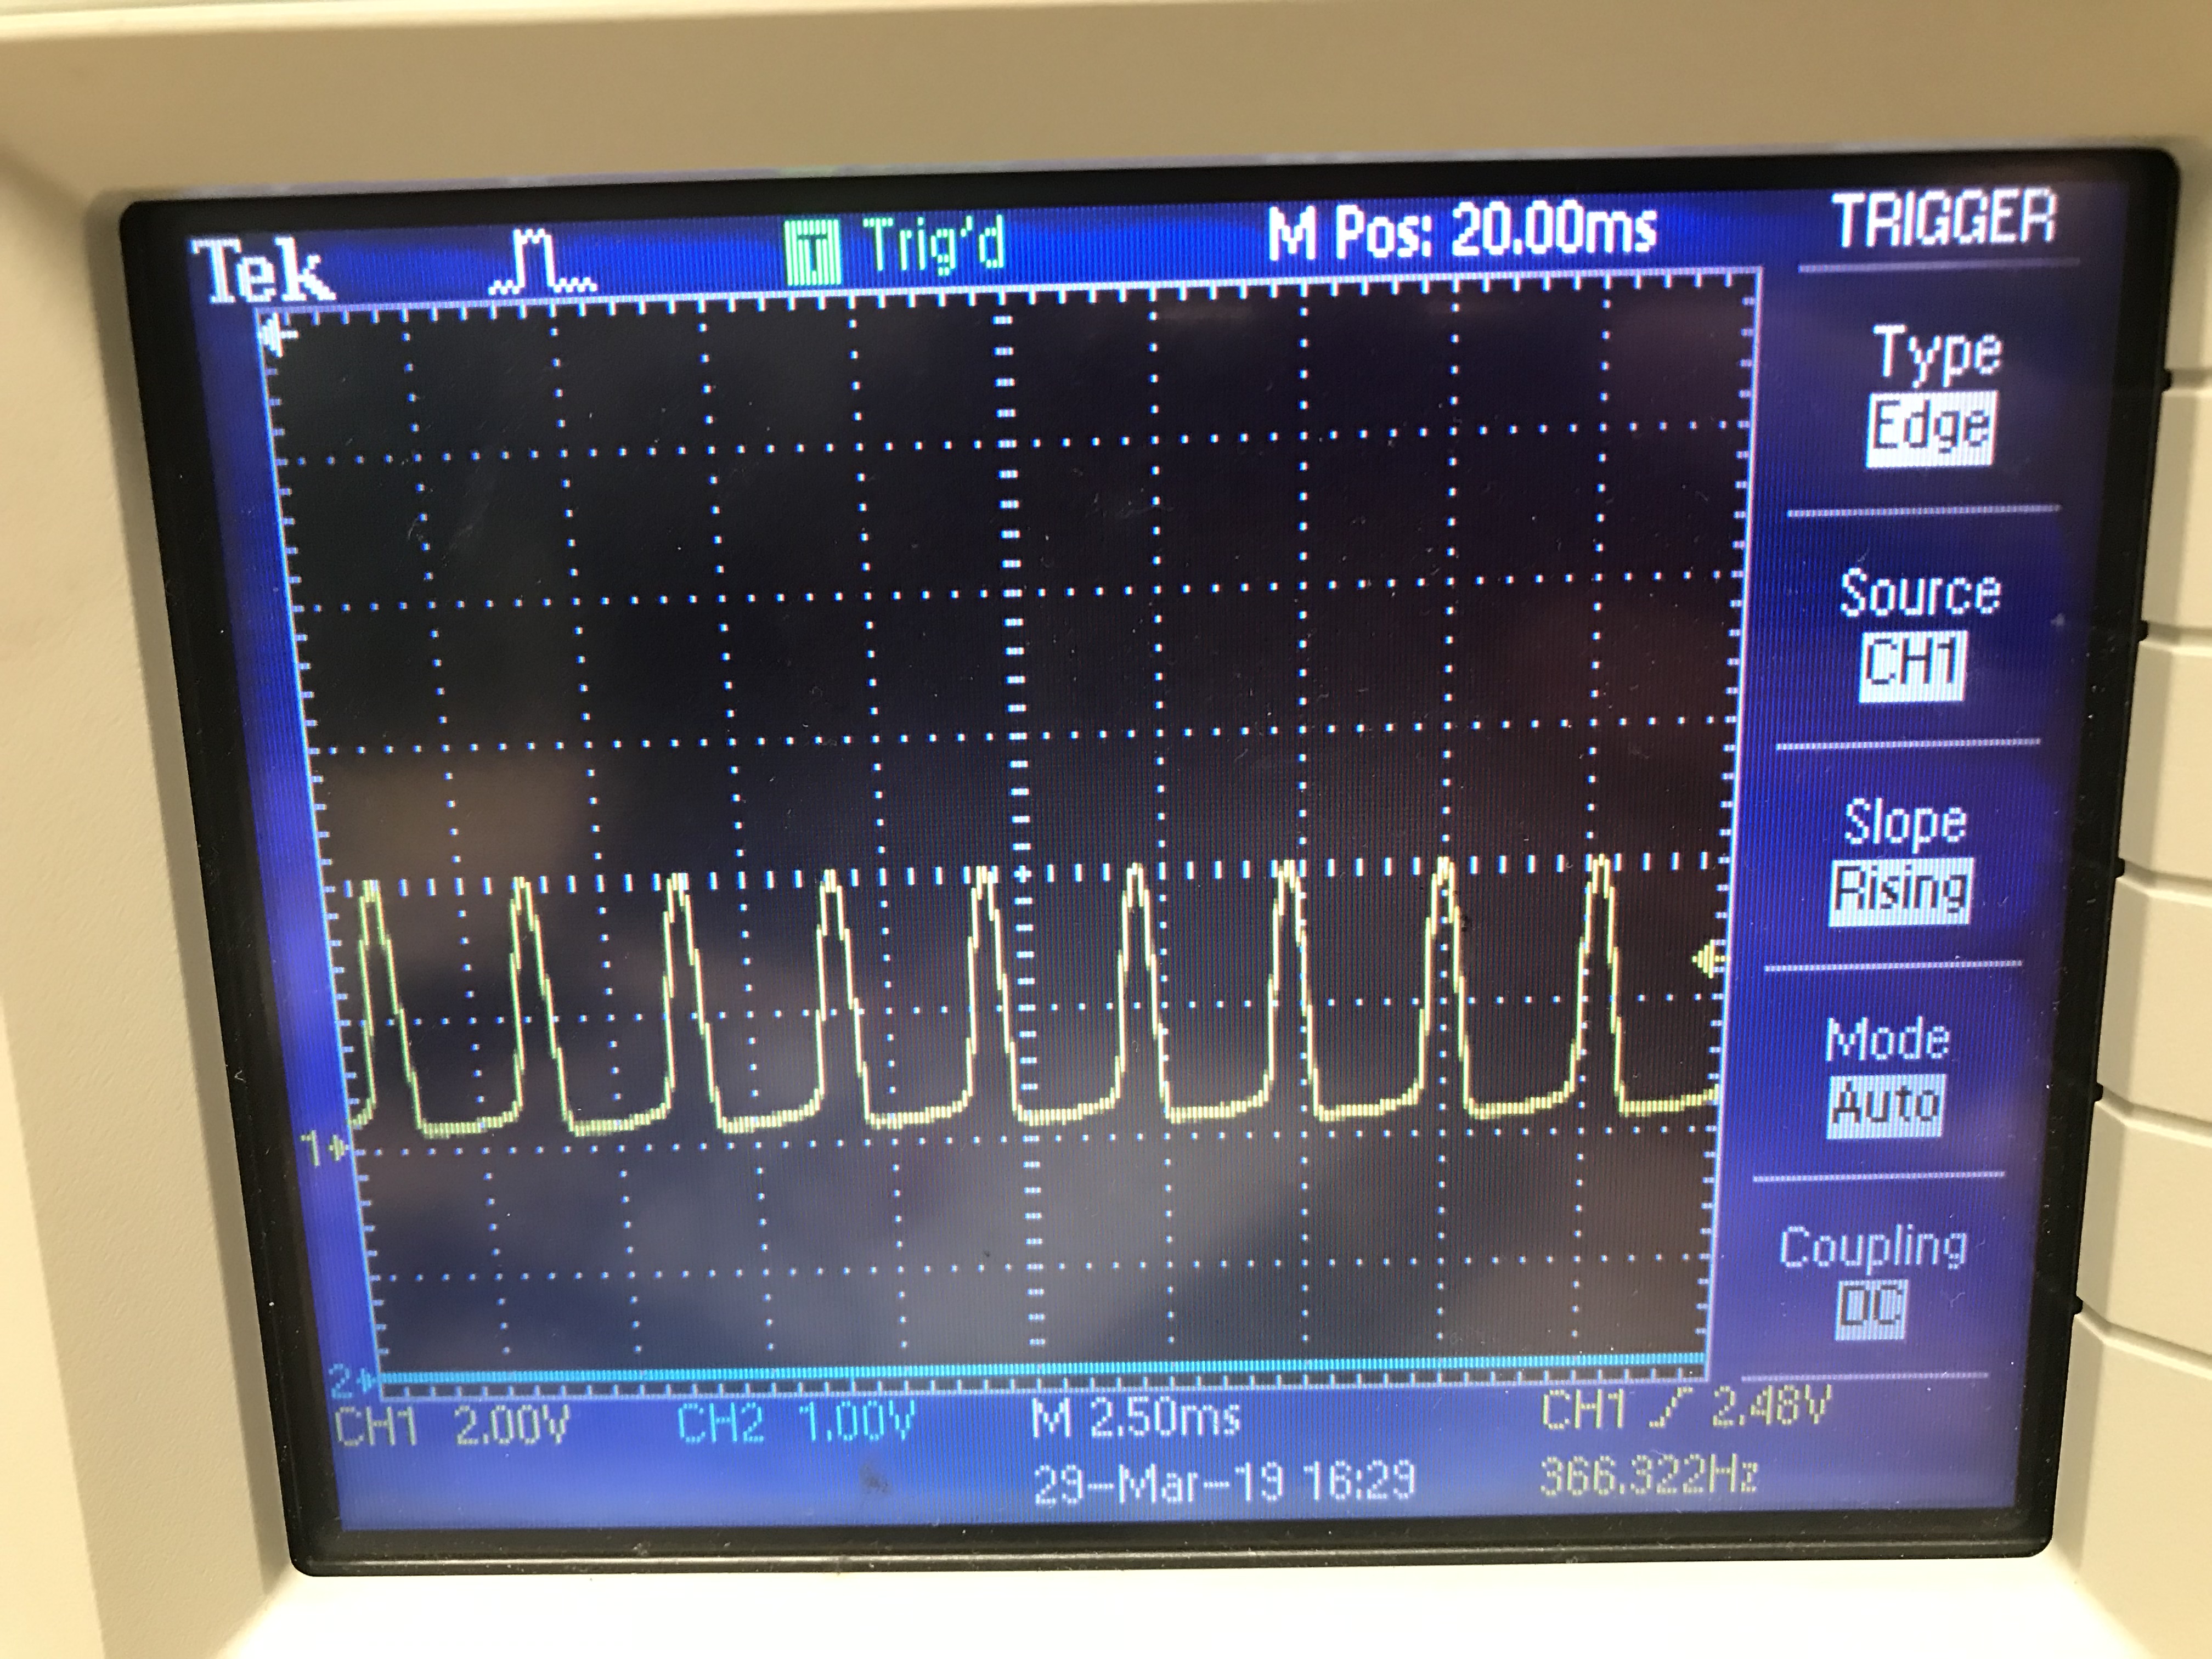 Tek T Trig'd M Pos: 20.00ms TRIGGER
Type
Edge
Source
CH1
Slope
Rising
Mode
Auto
Coupling
DC
1
2
CH1 2.00V CH2 1.00V M 2.50ms CH1 2.48V
29-Mar-19 16:29 366.322Hz